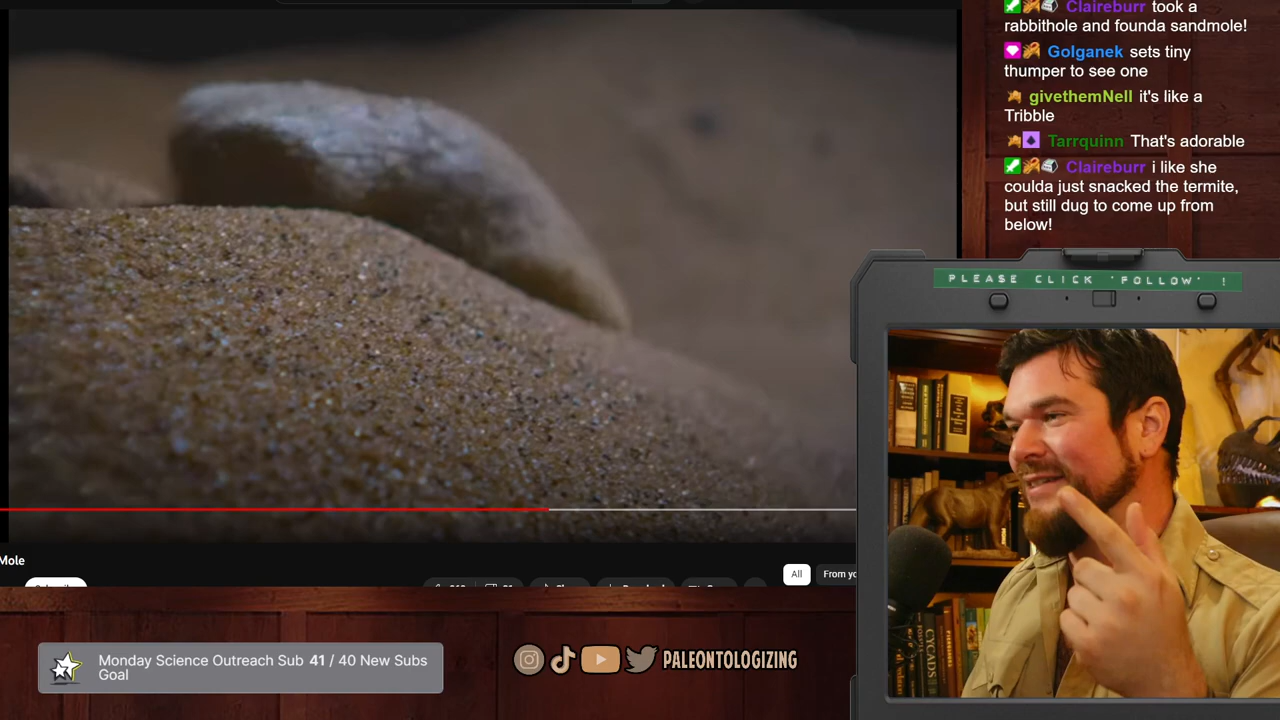 Claireburr took a
rabbithole and founda sandmole!
Golganek sets tiny
thumper to see one
givethemNell it's like a
Tribble
Tarrquinn That's adorable
Claireburr i like she
coulda just snacked the termite,
but still dug to come up from
below!
PLEASE CLICK 'FOLLOW' !
Mole
All
From yo
CYCADS
Monday Science Outreach Sub 41 / 40 New Subs
Goal
PALEONTOLOGIZING